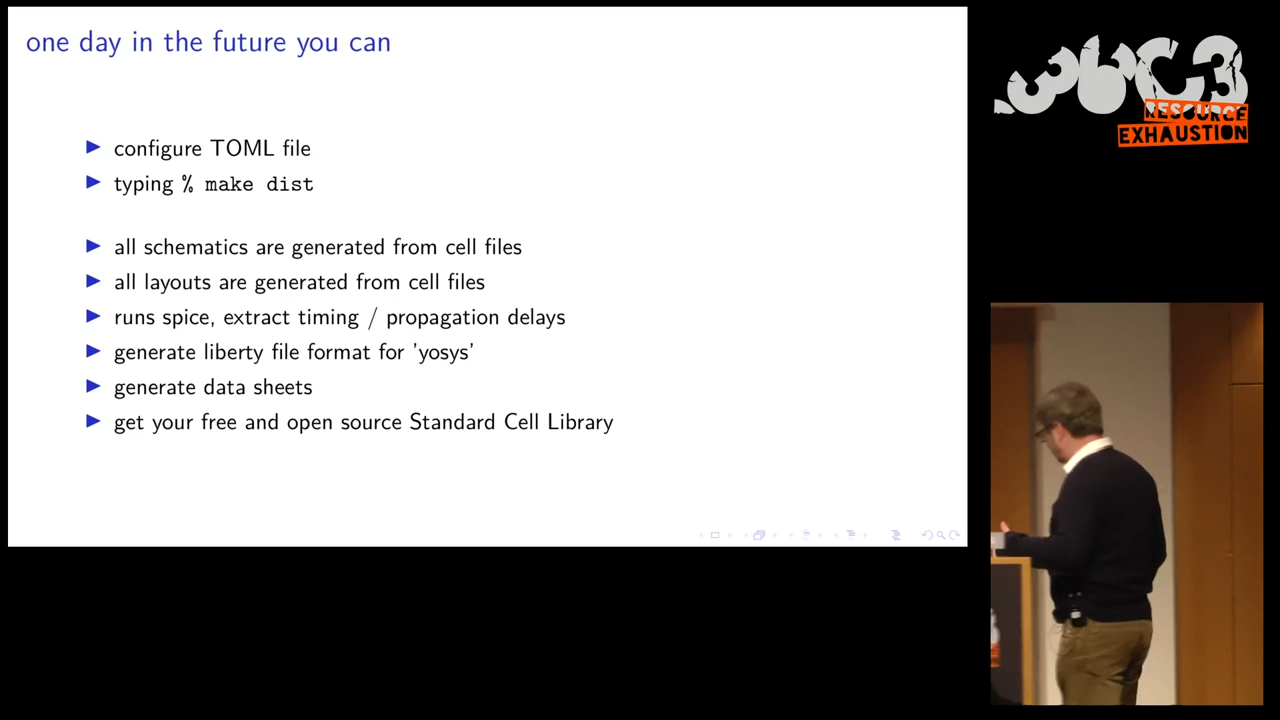 one day in the future you can
configure TOML file
typing % make dist
all schematics are generated from cell files
all layouts are generated from cell files
runs spice, extract timing / propagation delays
generate liberty file format for 'yosys'
generate data sheets
get your free and open source Standard Cell Library
36C3
RESOURCE
EXHAUSTION